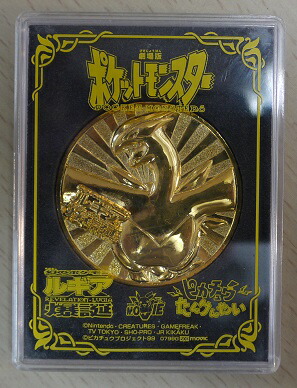 劇場版
ポケットモンスター
POCKET MONSTERS
ルギア
REVELATION-LUGIA
爆誕
ピカチュウ
たんけんたい
MOVIE
©Nintendo・CREATURES・GAMEFREAK・
TV TOKYO・SHO-PRO・JR KIKAKU
©ピカチュウプロジェクト99